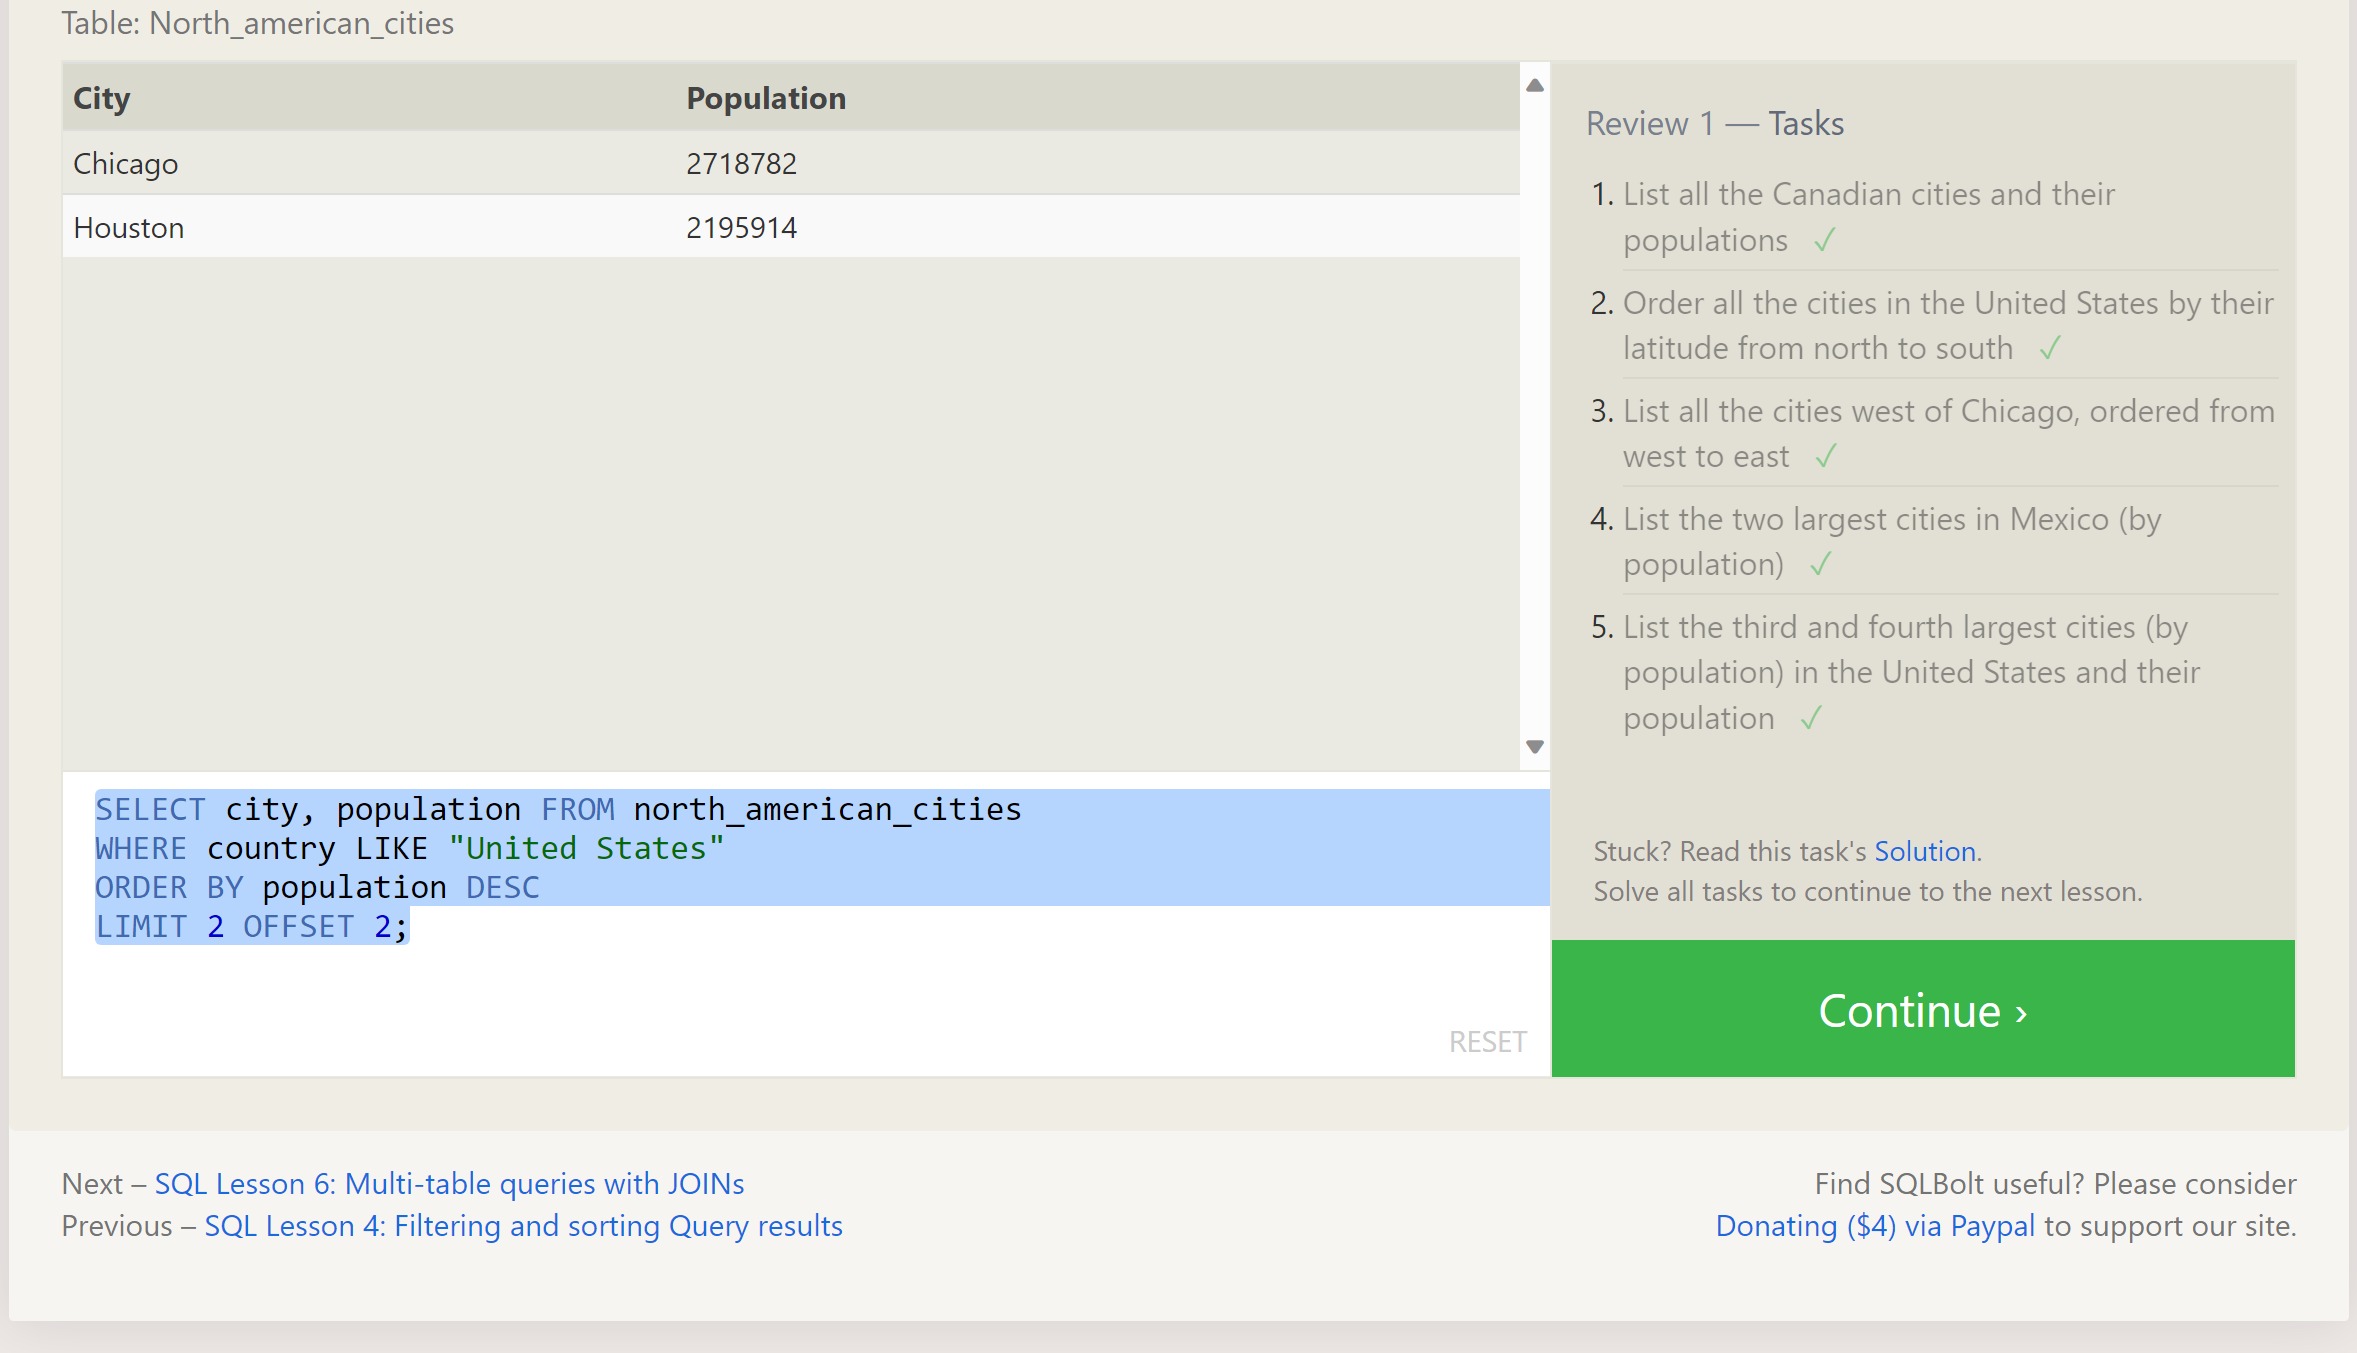 Table: North_american_cities
City Population
Chicago 2718782
Houston 2195914
SELECT city, population FROM north_american_cities
WHERE country LIKE "United States"
ORDER BY population DESC
LIMIT 2 OFFSET 2;
RESET
Review 1 — Tasks
1. List all the Canadian cities and their
populations ✓
2. Order all the cities in the United States by their
latitude from north to south ✓
3. List all the cities west of Chicago, ordered from
west to east ✓
4. List the two largest cities in Mexico (by
population) ✓
5. List the third and fourth largest cities (by
population) in the United States and their
population ✓
Stuck? Read this task's Solution.
Solve all tasks to continue to the next lesson.
Continue ›
Next – SQL Lesson 6: Multi-table queries with JOINs
Previous – SQL Lesson 4: Filtering and sorting Query results
Find SQLBolt useful? Please consider
Donating ($4) via Paypal to support our site.